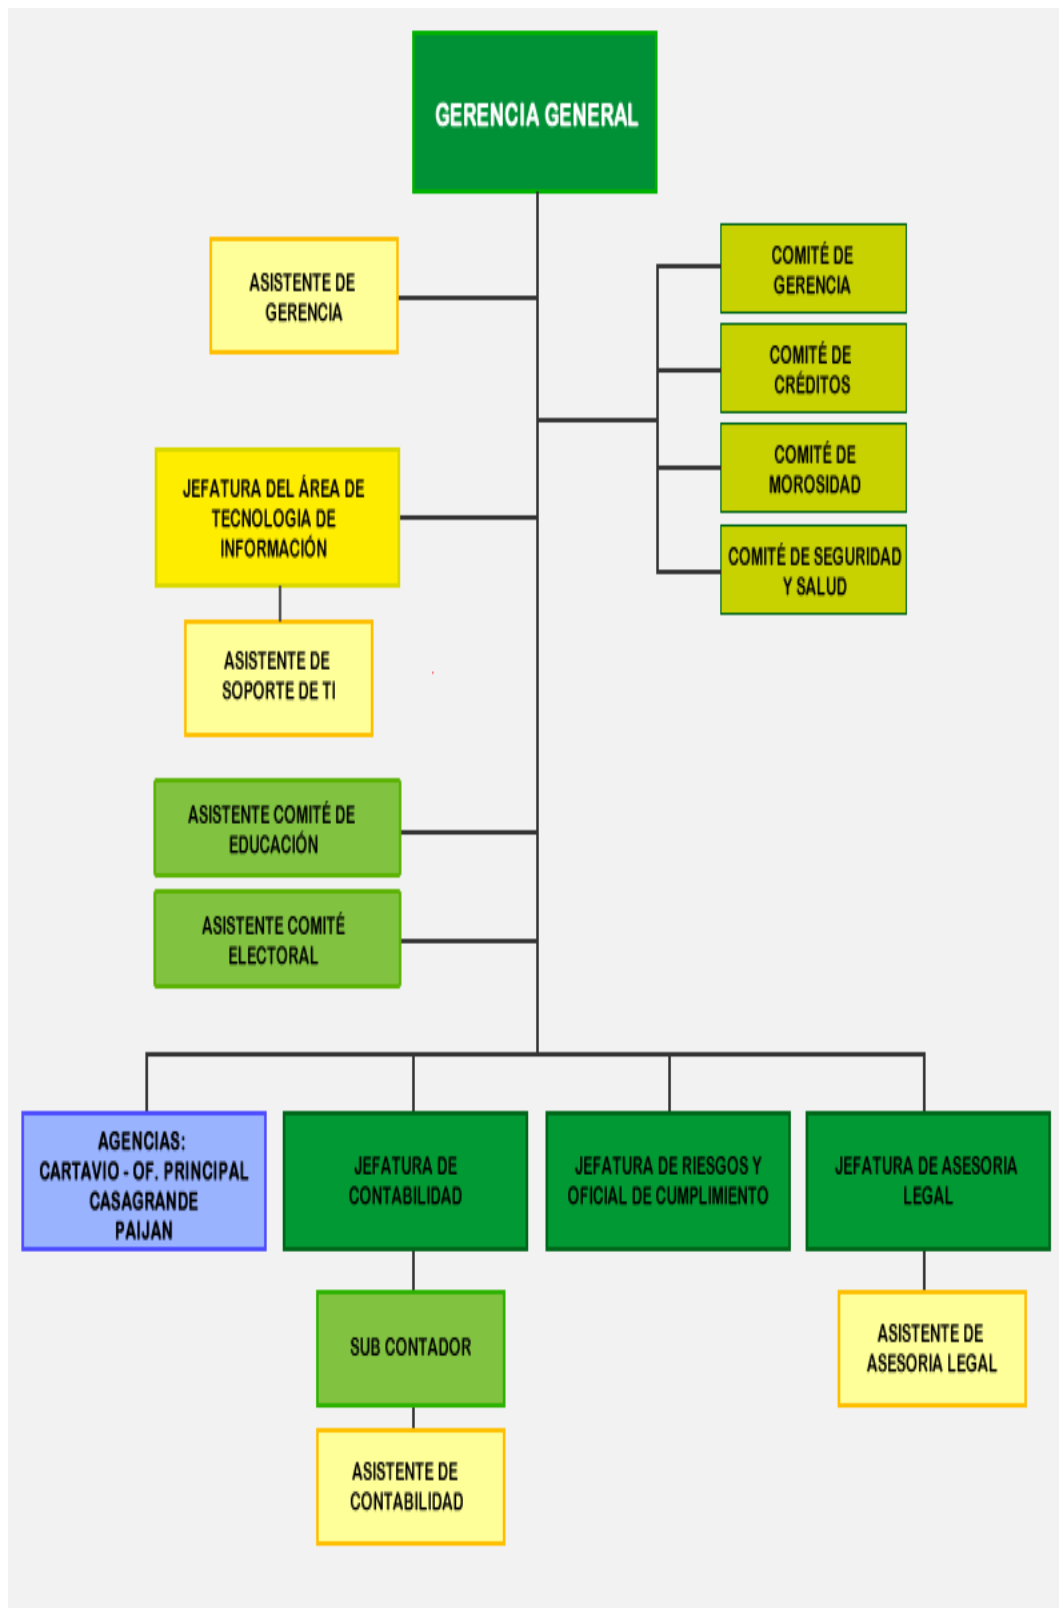 GERENCIA GENERAL
ASISTENTE DE
GERENCIA
COMITÉ DE
GERENCIA
COMITÉ DE
CRÉDITOS
COMITÉ DE
MOROSIDAD
COMITÉ DE SEGURIDAD
Y SALUD
JEFATURA DEL ÁREA DE
TECNOLOGIA DE
INFORMACIÓN
ASISTENTE DE
SOPORTE DE TI
ASISTENTE COMITÉ DE
EDUCACIÓN
ASISTENTE COMITÉ
ELECTORAL
AGENCIAS:
CARTAVIO - OF. PRINCIPAL
CASAGRANDE
PAIJAN
JEFATURA DE
CONTABILIDAD
JEFATURA DE RIESGOS Y
OFICIAL DE CUMPLIMIENTO
JEFATURA DE ASESORIA
LEGAL
SUB CONTADOR
ASISTENTE DE
CONTABILIDAD
ASISTENTE DE
ASESORIA LEGAL